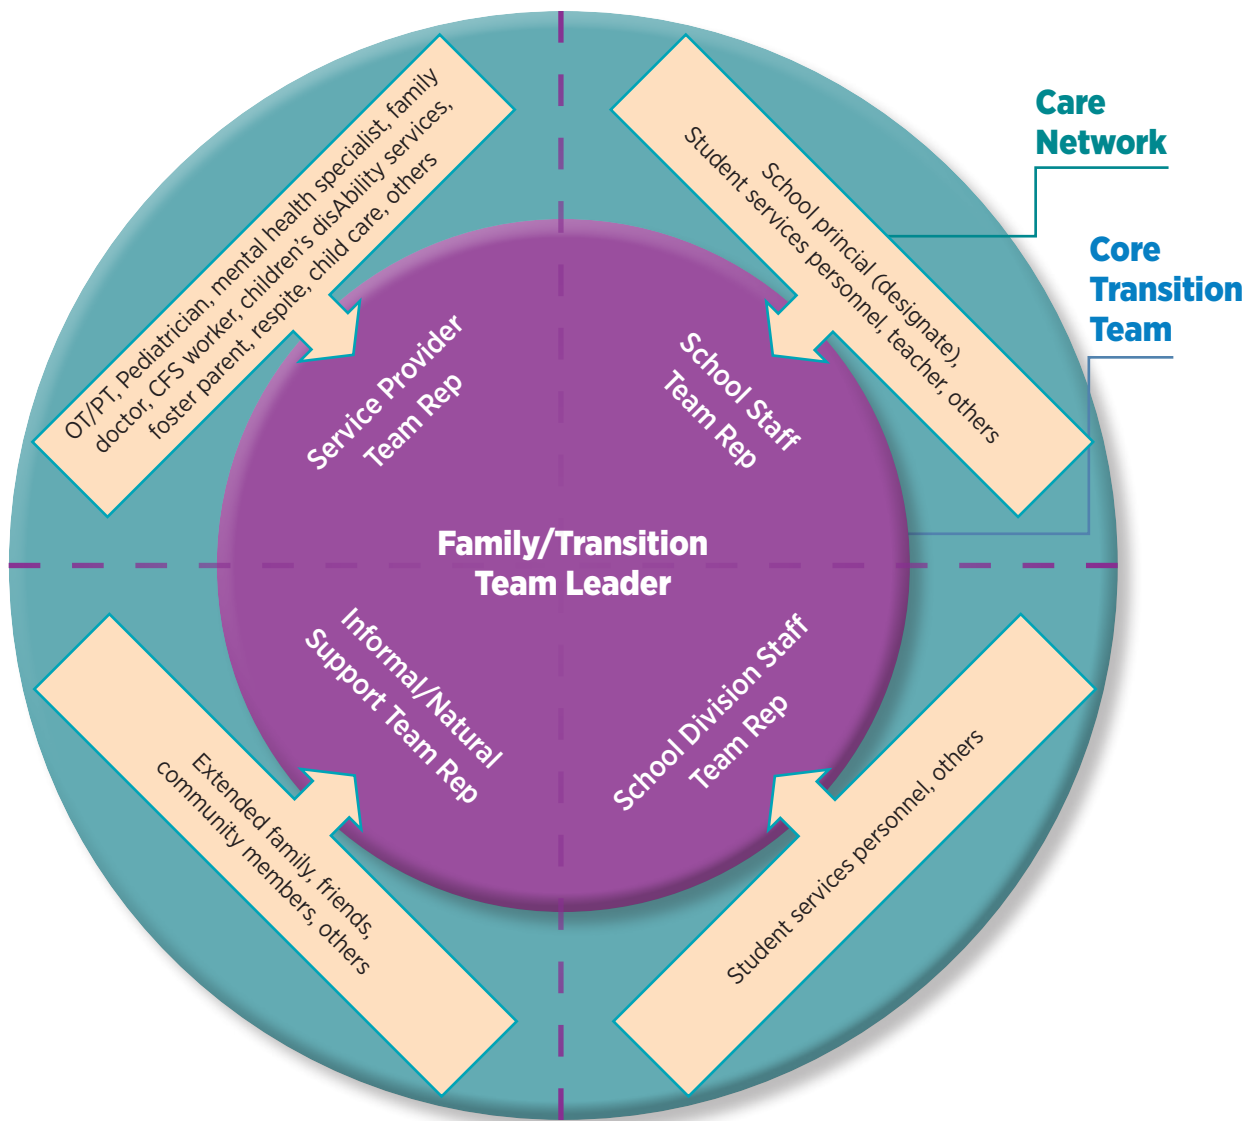 OT/PT, Pediatrician, mental health specialist, family
doctor, CFS worker, children's disAbility services,
foster parent, respite, child care, others
School princial (designate),
Student services personnel, teacher, others
Care
Network
Core
Transition
Team
Service Provider
Team Rep
School Staff
Team Rep
Family/Transition
Team Leader
Informal/Natural
Support Team Rep
School Division Staff
Team Rep
Extended family, friends,
community members, others
Student services personnel, others